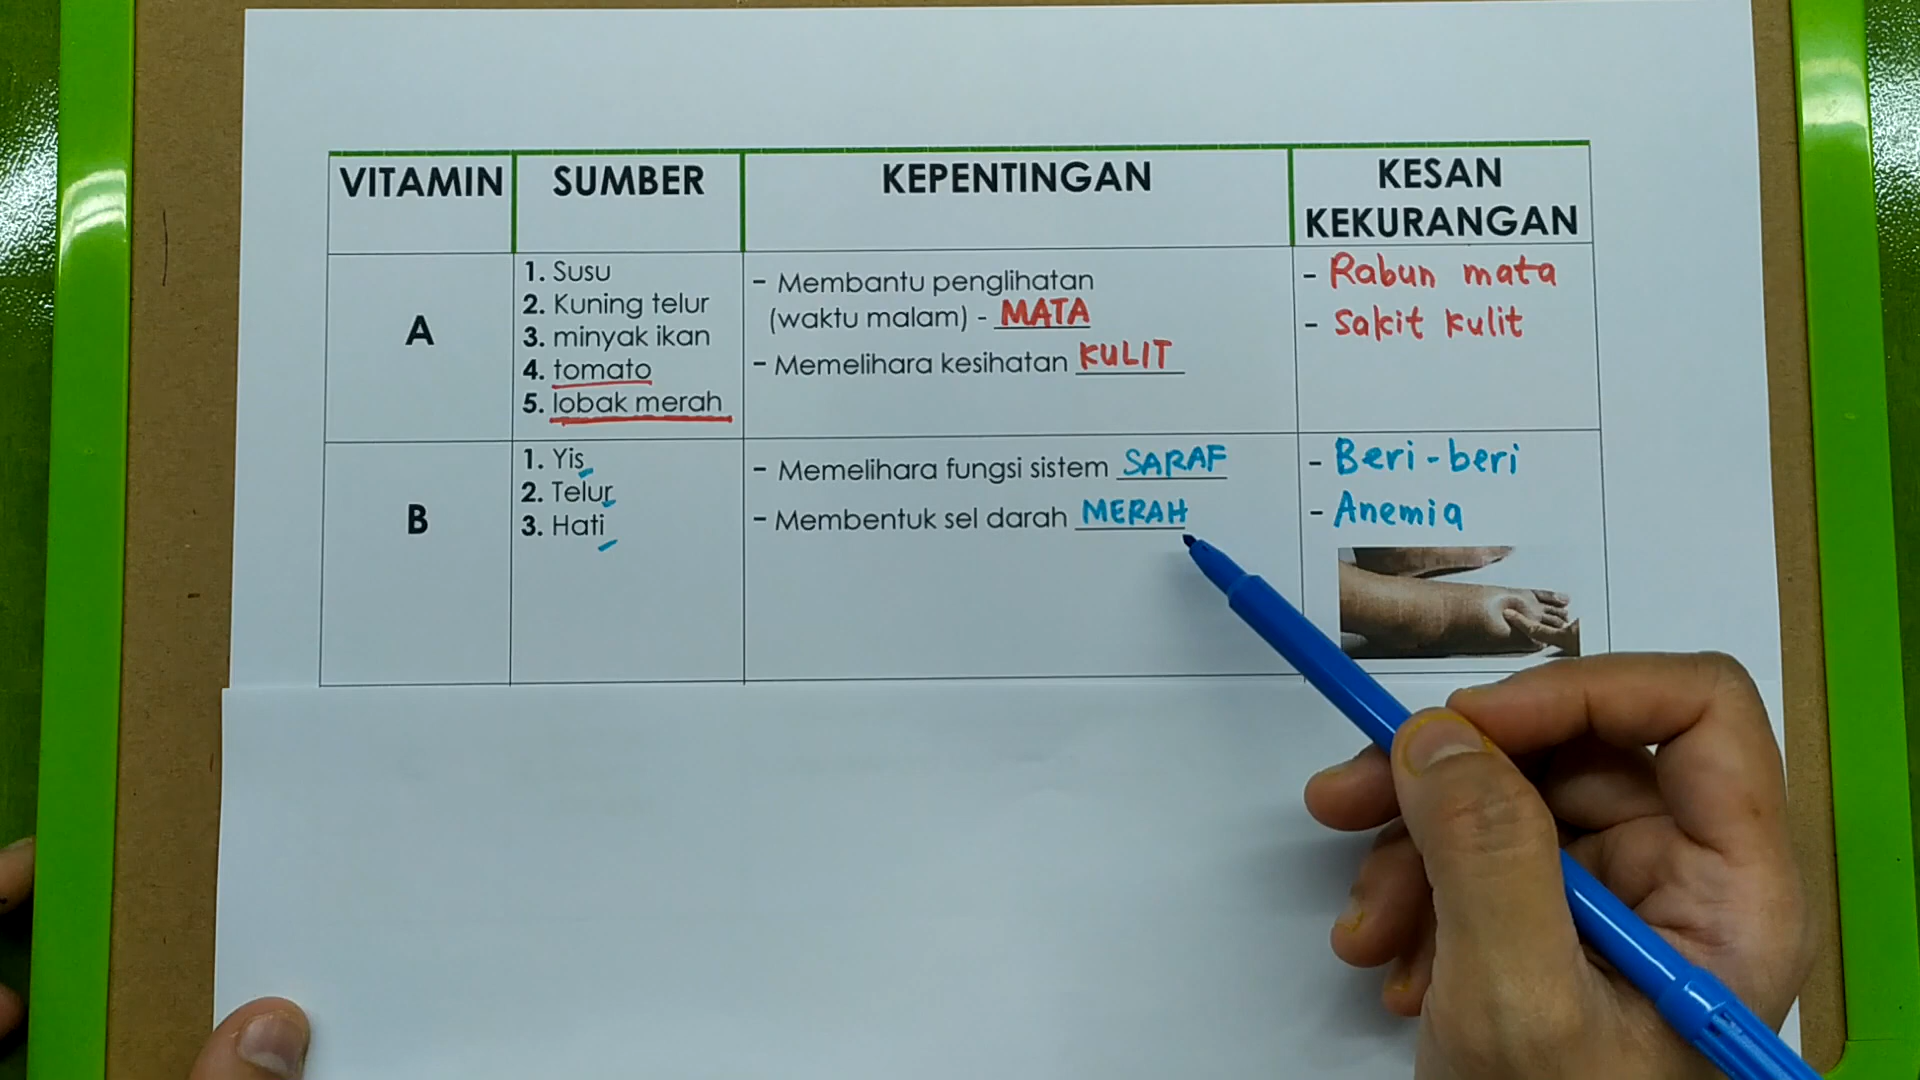 VITAMIN SUMBER KEPENTINGAN KESAN KEKURANGAN
A
1. Susu
2. Kuning telur
3. minyak ikan
4. tomato
5. lobak merah
- Membantu penglihatan
(waktu malam) - MATA
- Memelihara kesihatan KULIT
- Rabun mata
- Sakit kulit
B
1. Yis
2. Telur
3. Hati
- Memelihara fungsi sistem SARAF
- Membentuk sel darah MERAH
- Beri-beri
- Anemia